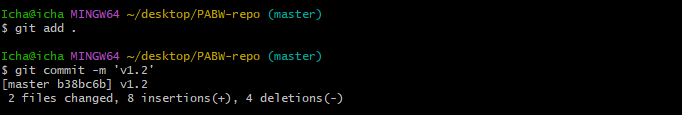 Icha@icha MINGW64 ~/desktop/PABW-repo (master)
$ git add .
Icha@icha MINGW64 ~/desktop/PABW-repo (master)
$ git commit -m 'v1.2'
[master b38bc6b] v1.2
 2 files changed, 8 insertions(+), 4 deletions(-)